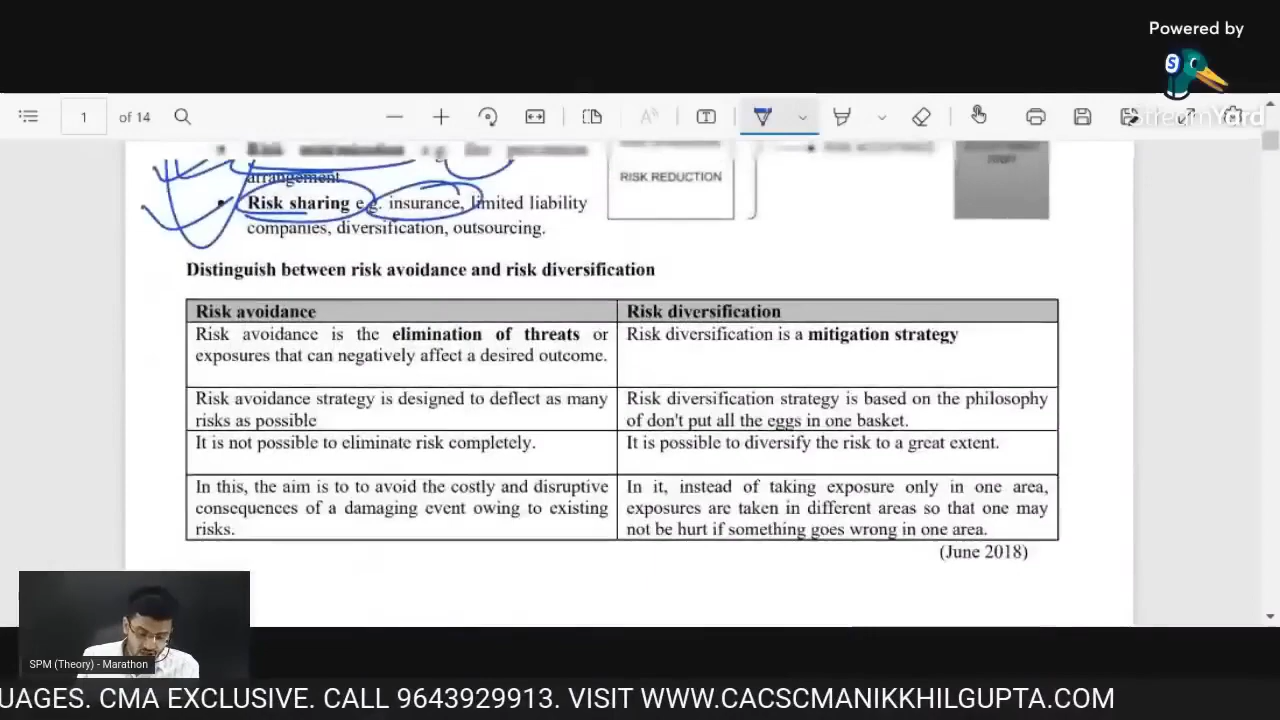 Powered by
S
StreamYard
1 of 14
arrangement.
RISK REDUCTION
Risk sharing e.g. insurance, limited liability
companies, diversification, outsourcing.
Distinguish between risk avoidance and risk diversification
Risk avoidance
Risk diversification
Risk avoidance is the elimination of threats or
exposures that can negatively affect a desired outcome.
Risk diversification is a mitigation strategy
Risk avoidance strategy is designed to deflect as many
risks as possible
Risk diversification strategy is based on the philosophy
of don't put all the eggs in one basket.
It is not possible to eliminate risk completely.
It is possible to diversify the risk to a great extent.
In this, the aim is to to avoid the costly and disruptive
consequences of a damaging event owing to existing
risks.
In it, instead of taking exposure only in one area,
exposures are taken in different areas so that one may
not be hurt if something goes wrong in one area.
(June 2018)
SPM (Theory) - Marathon
UAGES. CMA EXCLUSIVE. CALL 9643929913. VISIT WWW.CACSCMANIKKHILGUPTA.COM